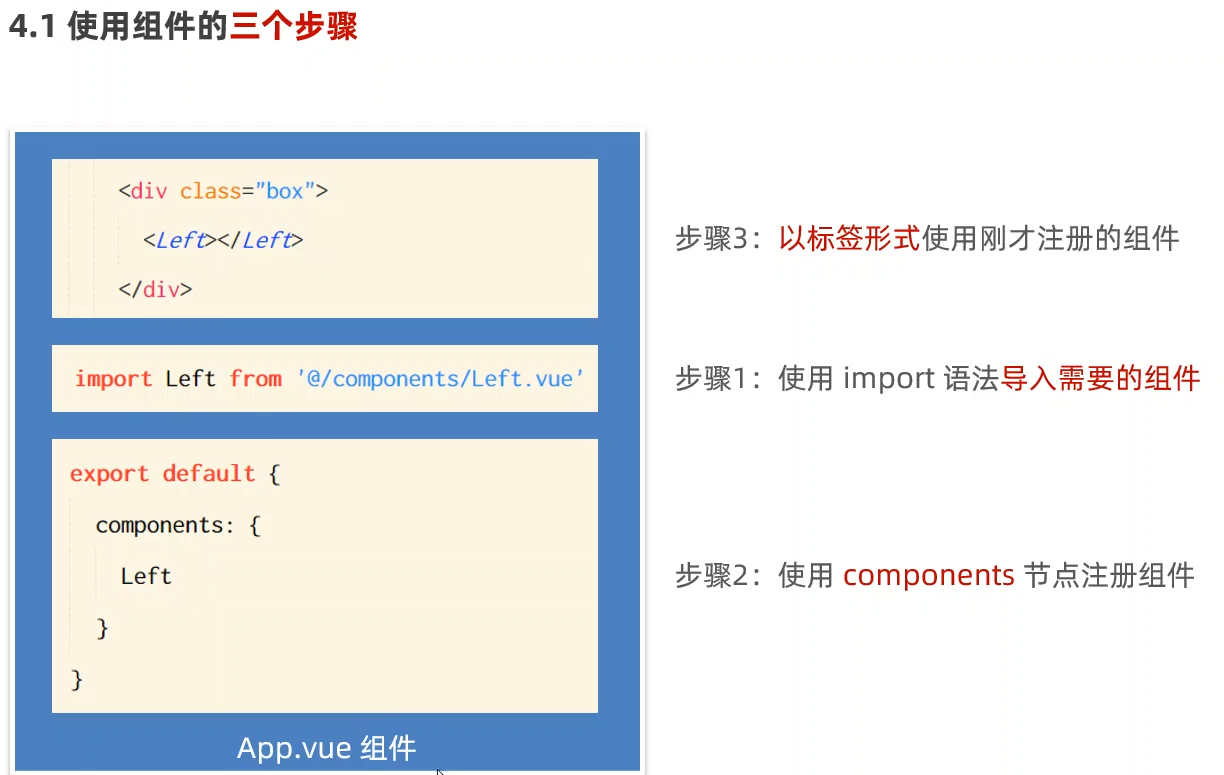 4.1 使用组件的三个步骤
<div class="box">
<Left></Left>
</div>
步骤3：以标签形式使用刚才注册的组件
import Left from '@/components/Left.vue'
步骤1：使用 import 语法导入需要的组件
export default {
components: {
Left
}
}
步骤2：使用 components 节点注册组件
App.vue 组件